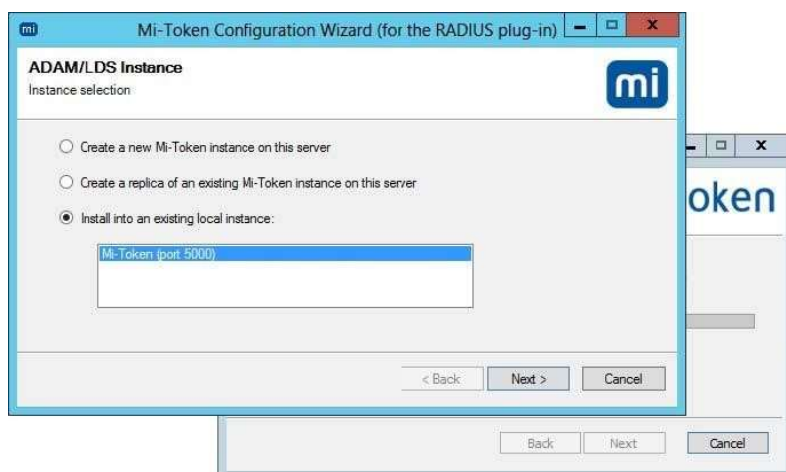 mi
Mi-Token Configuration Wizard (for the RADIUS plug-in)
x
ADAM/LDS Instance
Instance selection
mi
Create a new Mi-Token instance on this server
Create a replica of an existing Mi-Token instance on this server
Install into an existing local instance:
Mi-Token (port 5000)
< Back
Next >
Cancel
x
oken
Back
Next
Cancel